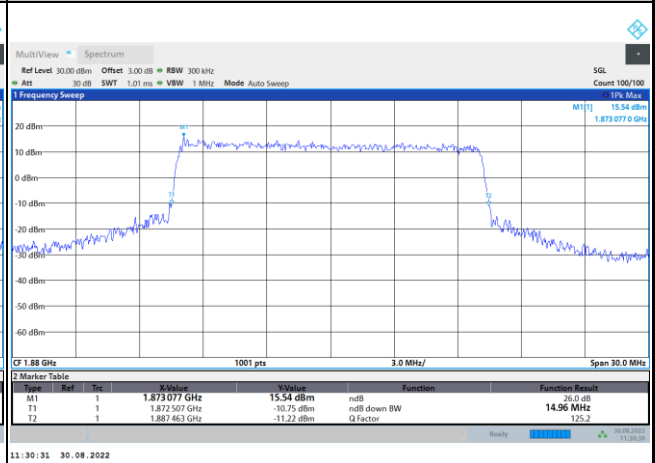 MultiView Spectrum
Ref Level 30.00 dBm Offset 3.00 dB RBW 300 kHz SGL
Att 30 dB SWT 1.01 ms VBW 1 MHz Mode Auto Sweep Count 100/100
1 Frequency Sweep 1Pk Max
M1[1] 15.54 dBm
1.873 077 0 GHz
M1
20 dBm
10 dBm
0 dBm
T1
T2
-10 dBm
-20 dBm
-30 dBm
-40 dBm
-50 dBm
-60 dBm
CF 1.88 GHz 1001 pts 3.0 MHz/ Span 30.0 MHz
2 Marker Table
Type Ref Trc X-Value Y-Value Function Function Result
M1 1 1.873 077 GHz 15.54 dBm ndB 26.0 dB
T1 1 1.872 507 GHz -10.75 dBm ndB down BW 14.96 MHz
T2 1 1.887 463 GHz -11.22 dBm Q Factor 125.2
Ready 30.08.2022
11:30:30
11:30:31 30.08.2022